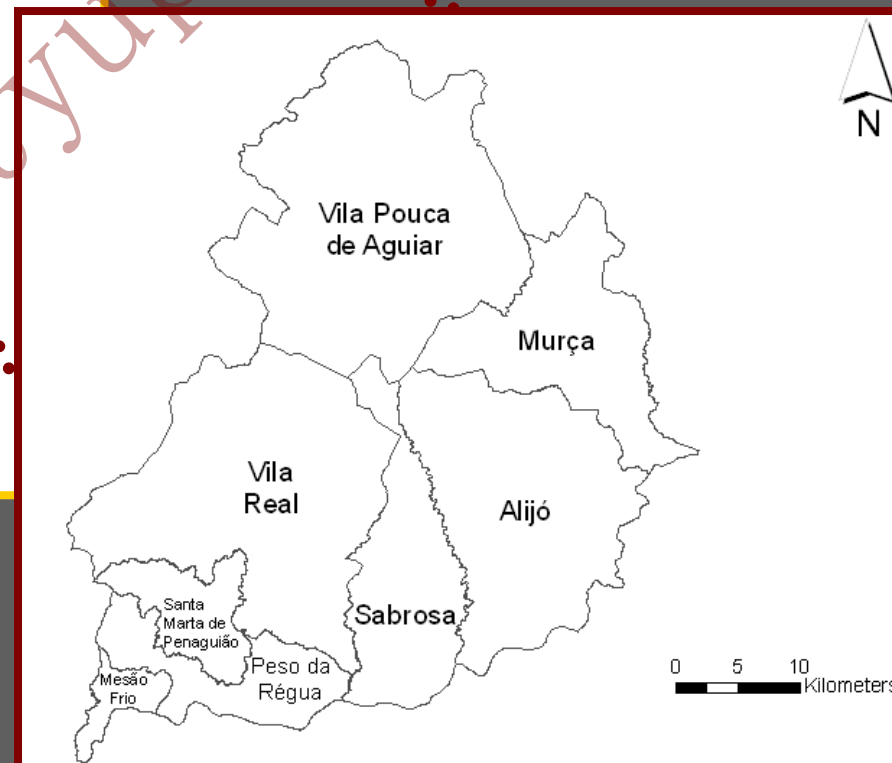 N
Vila Pouca
de Aguiar
Murça
Vila
Real
Alijó
Santa
Marta de
Penaguião
Sabrosa
Peso da
Régua
Mesão
Frio
0 5 10
Kilometers